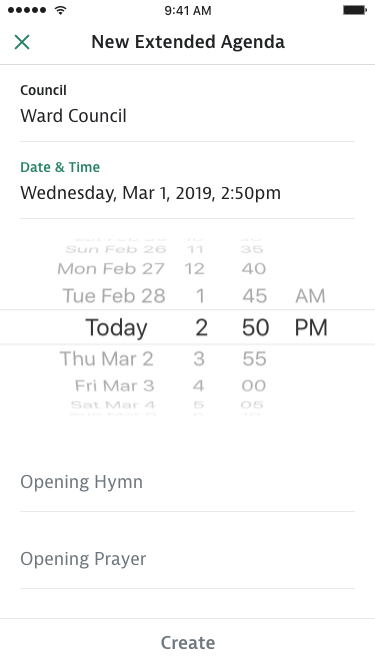 9:41 AM
New Extended Agenda
Council
Ward Council
Date & Time
Wednesday, Mar 1, 2019, 2:50pm
Sun Feb 26 11 35
Mon Feb 27 12 40
Tue Feb 28 1 45 AM
Today 2 50 PM
Thu Mar 2 3 55
Fri Mar 3 4 00
Sat Mar 4 5 05
Opening Hymn
Opening Prayer
Create